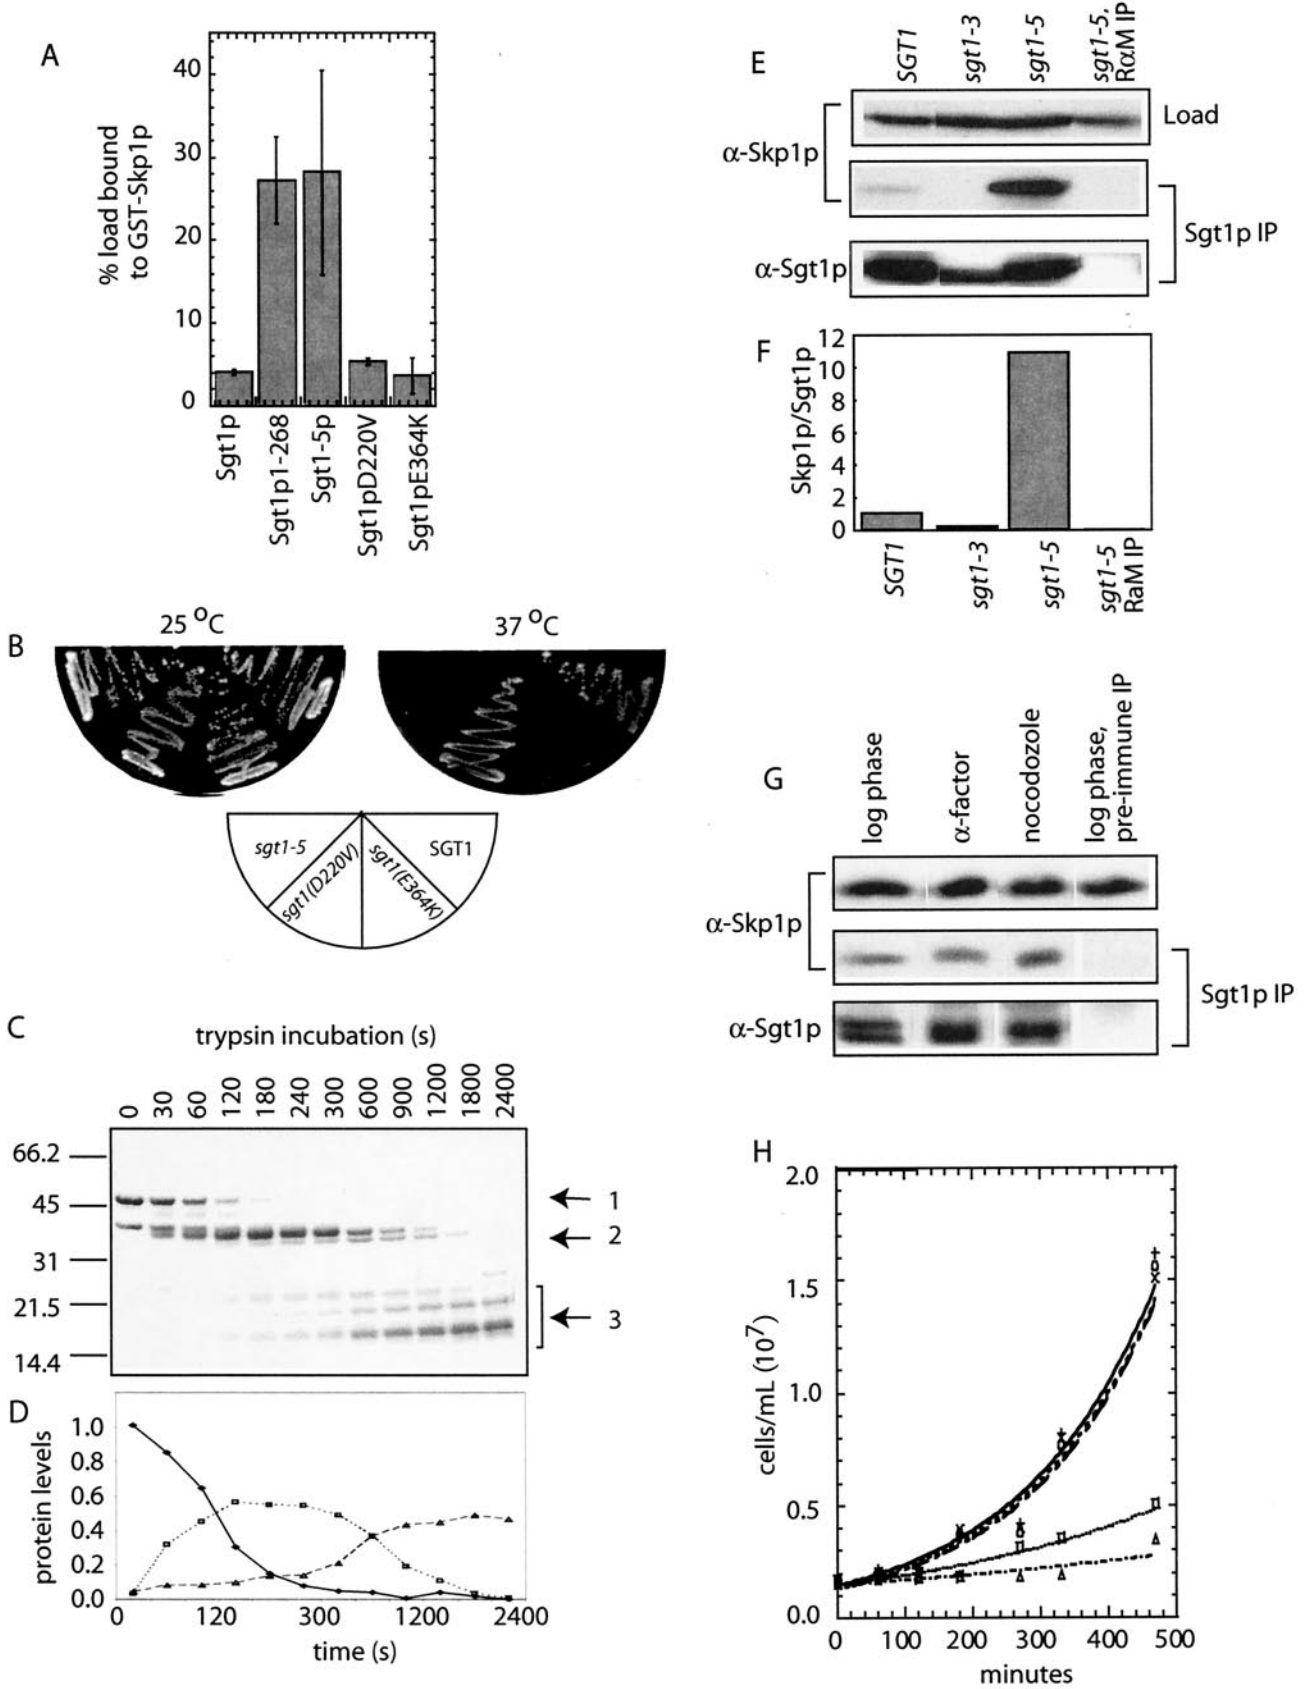 A
% load bound
to GST-Skp1p
40
30
20
10
0
Sgt1p
Sgt1p1-268
Sgt1-5p
Sgt1pD220V
Sgt1pE364K
B
25 °C
37 °C
sgt1-5
sgt1(D220V)
sgt1(E364K)
SGT1
C
trypsin incubation (s)
0 30 60 120 180 240 300 600 900 1200 1800 2400
66.2
45
31
21.5
14.4
1
2
3
D
protein levels
1.0
0.8
0.6
0.4
0.2
0.0
0 120 300 1200 2400
time (s)
E
SGT1
sgt1-3
sgt1-5
sgt1-5,
RαM IP
α-Skp1p
Load
α-Sgt1p
Sgt1p IP
F
Skp1p/Sgt1p
12
10
8
6
4
2
0
SGT1
sgt1-3
sgt1-5
sgt1-5
RaM IP
G
log phase
α-factor
nocodozole
log phase,
pre-immune IP
α-Skp1p
α-Sgt1p
Sgt1p IP
H
cells/mL (10⁷)
2.0
1.5
1.0
0.5
0.0
0 100 200 300 400 500
minutes